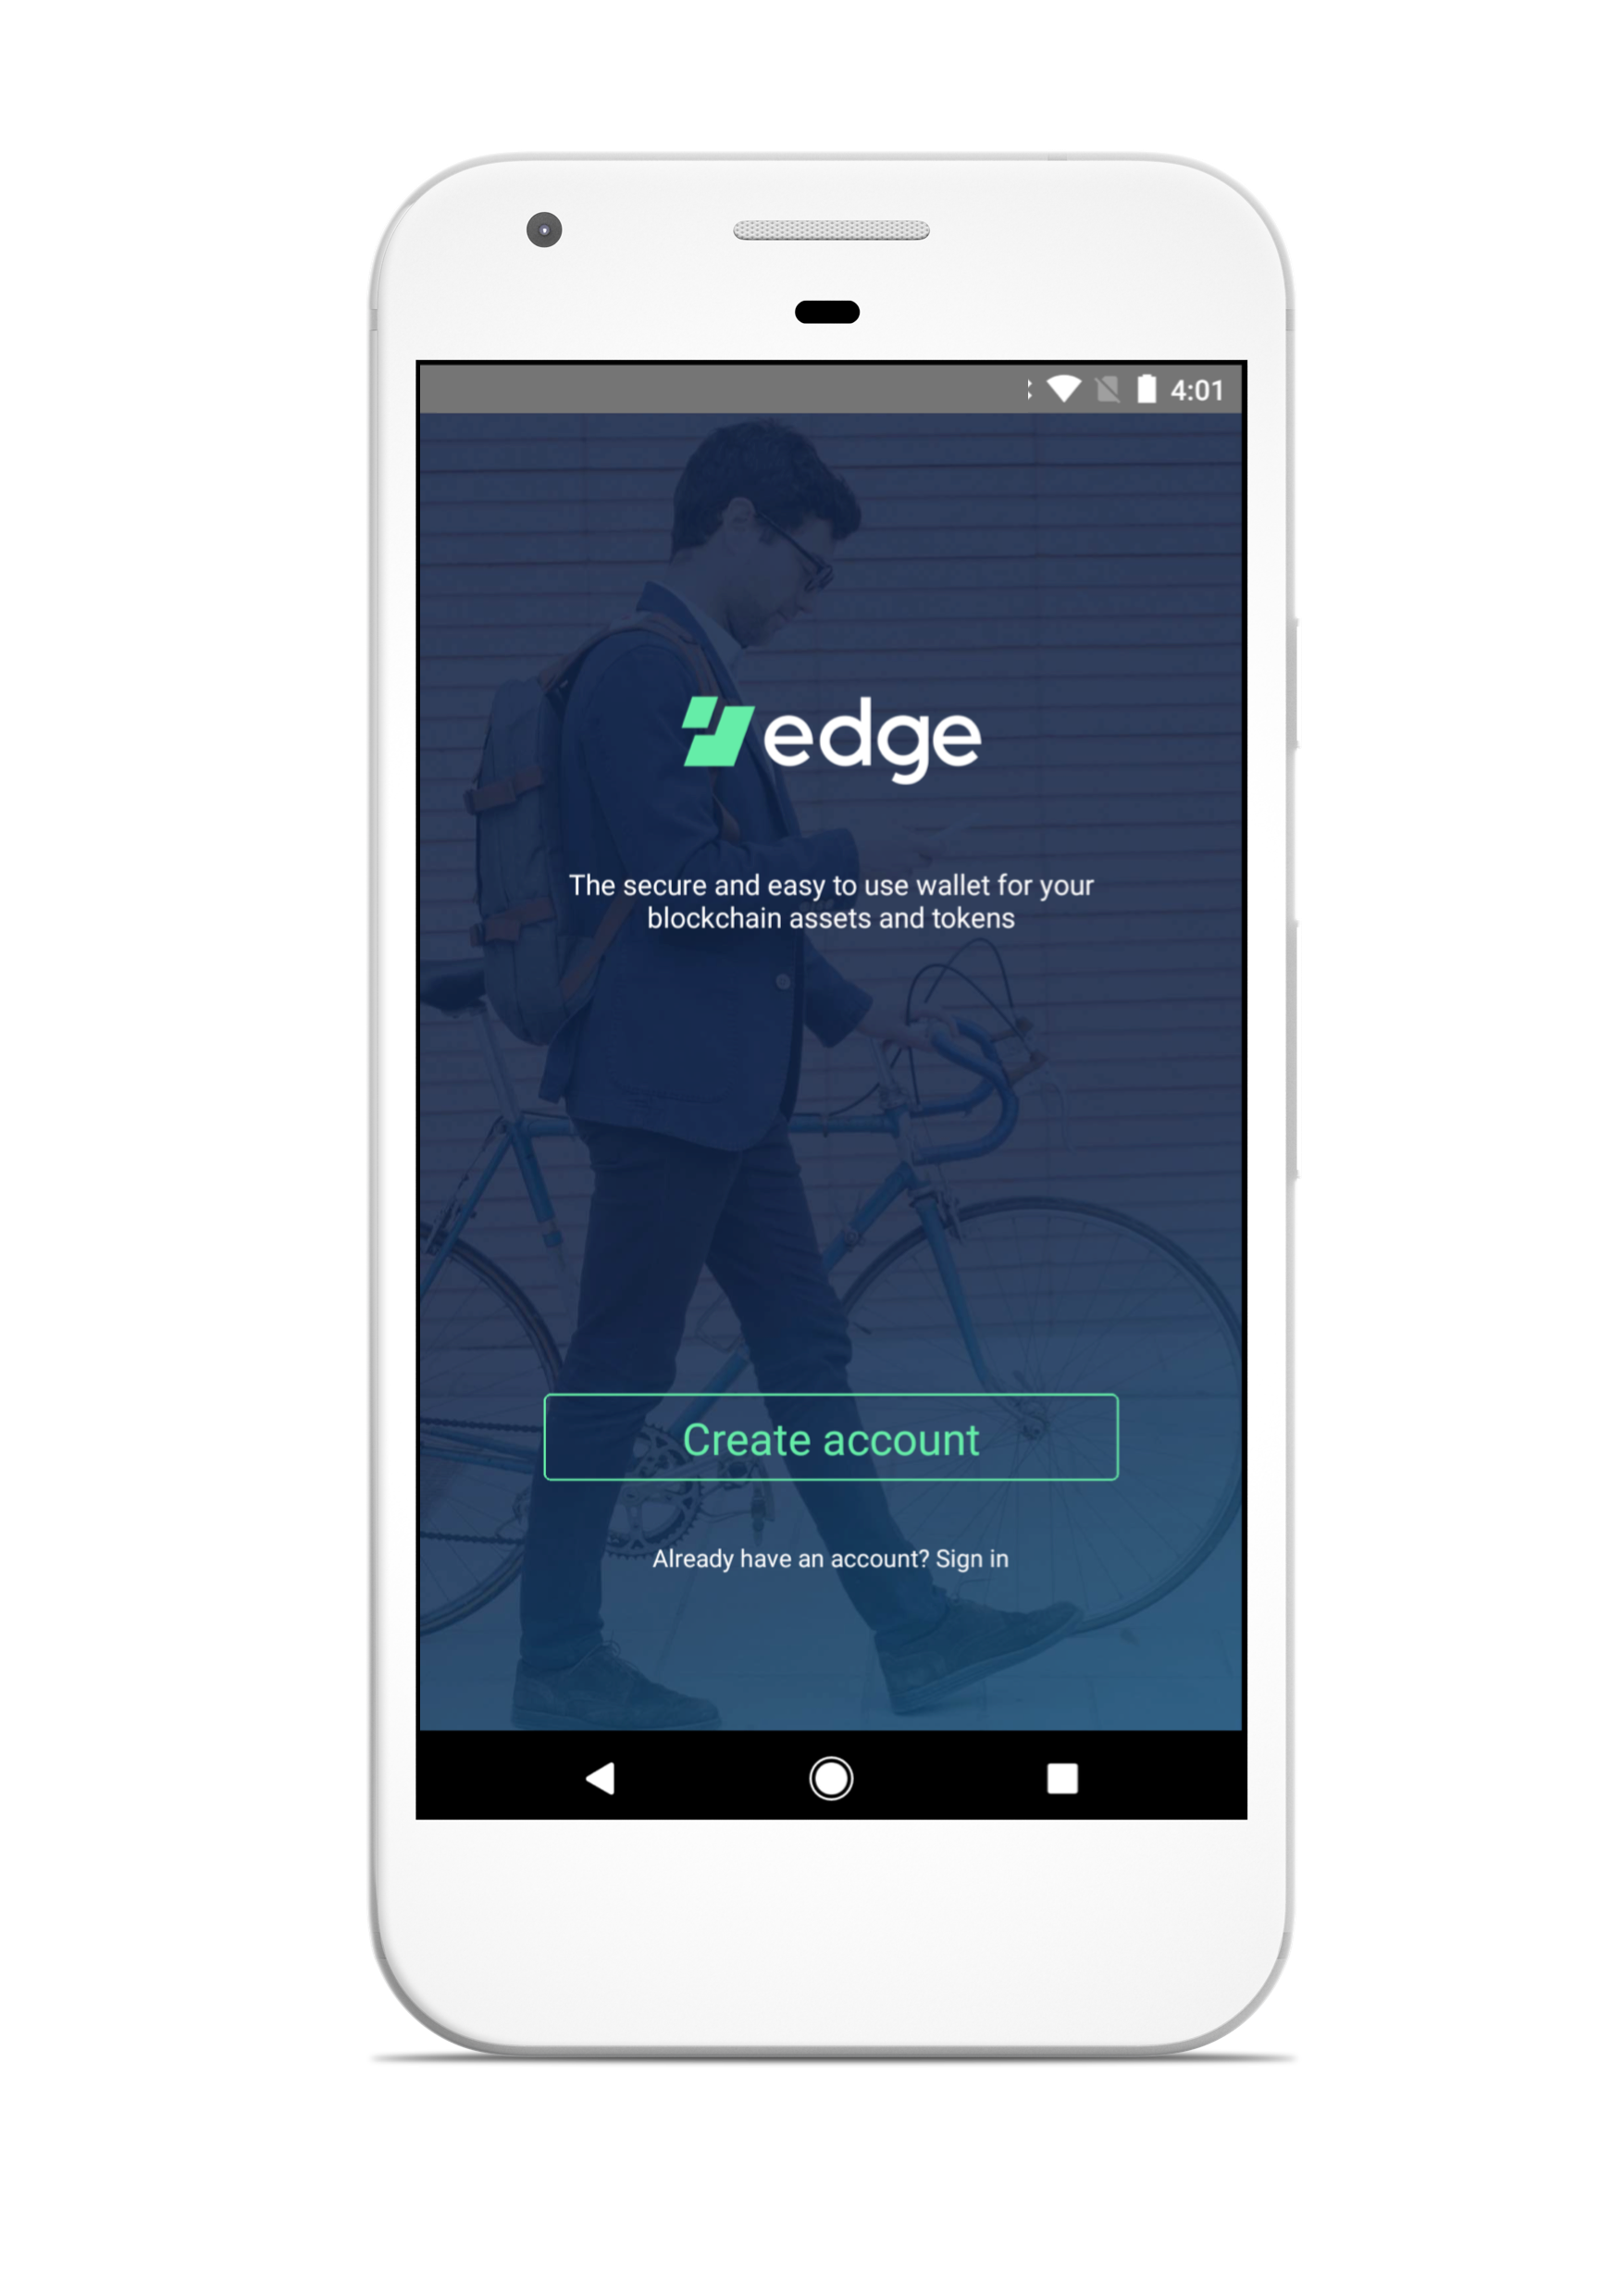 4:01
edge
The secure and easy to use wallet for your
blockchain assets and tokens
Create account
Already have an account? Sign in